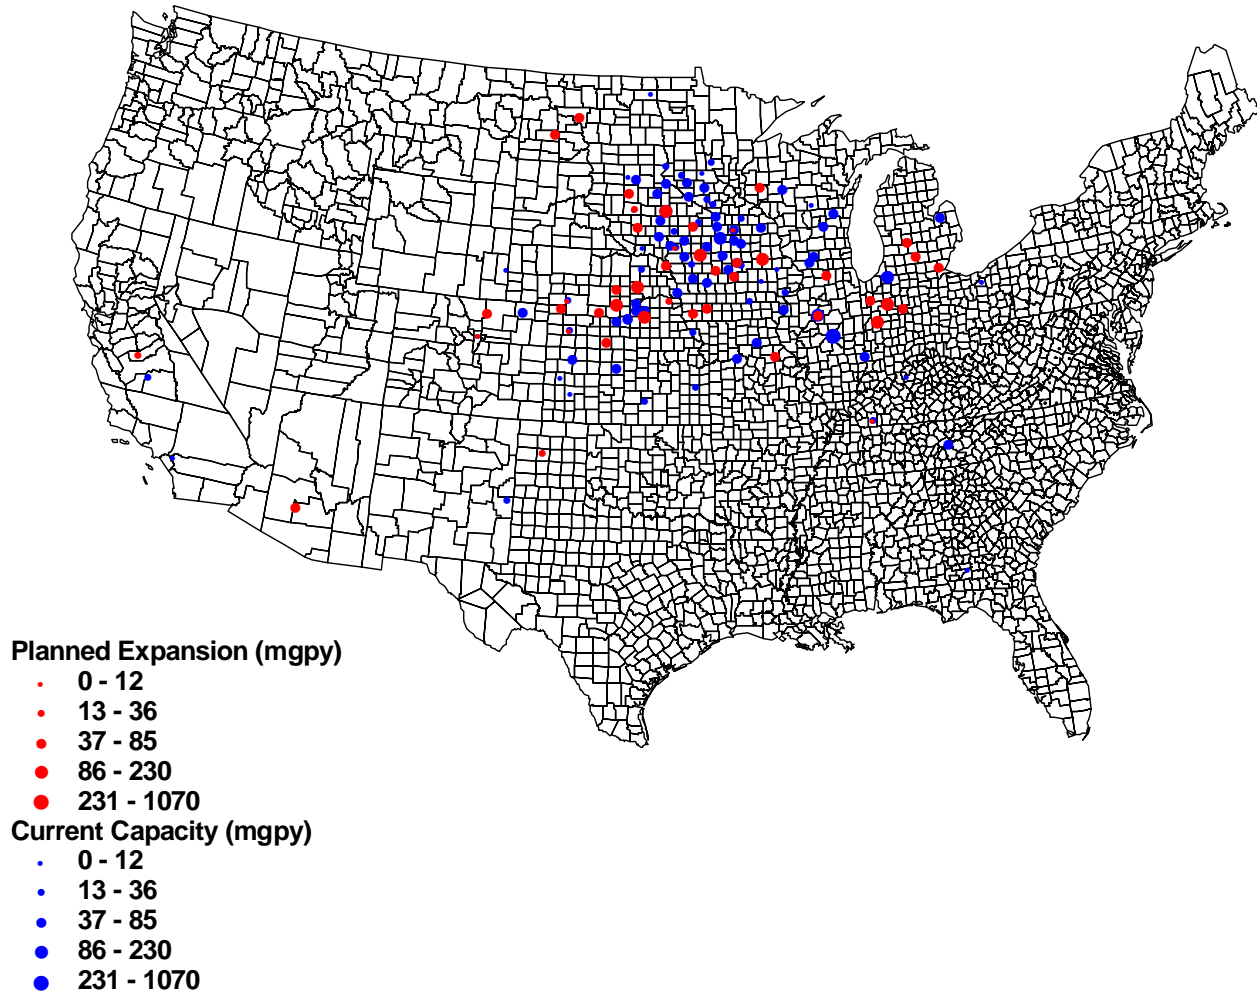 Planned Expansion (mgpy)
0 - 12
13 - 36
37 - 85
86 - 230
231 - 1070
Current Capacity (mgpy)
0 - 12
13 - 36
37 - 85
86 - 230
231 - 1070